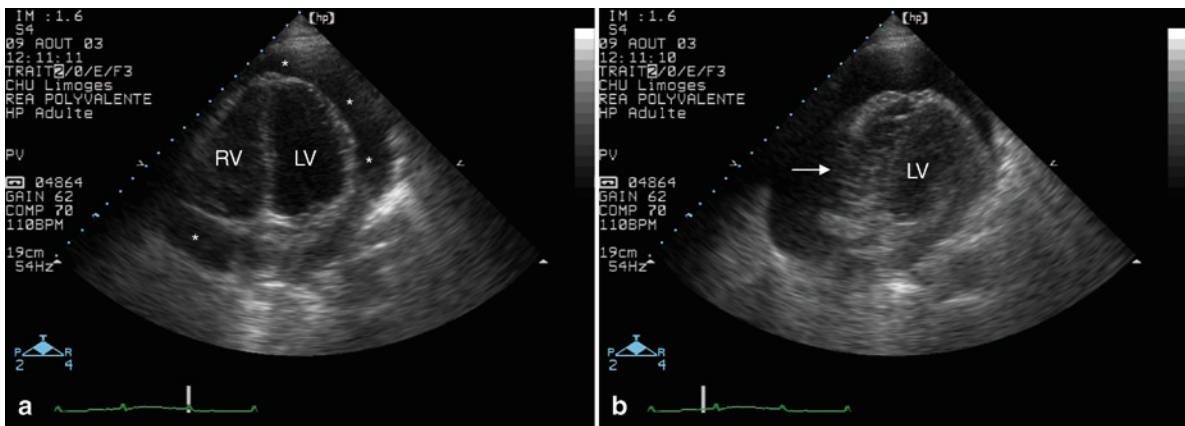 IM :1.6
S4
09 AOUT 03
12:11:11
TRAIT2/0/E/F3
CHU Limoges
REA POLYVALENTE
HP Adulte
PV
04864
GAIN 62
COMP 70
110BPM
19cm
54Hz
[hp]
*
*
RV
LV
*
*
T
P R
2 4
a
IM :1.6
S4
09 AOUT 03
12:11:10
TRAIT2/0/E/F3
CHU Limoges
REA POLYVALENTE
HP Adulte
PV
04864
GAIN 62
COMP 70
110BPM
19cm
54Hz
[hp]
LV
T
P R
2 4
b